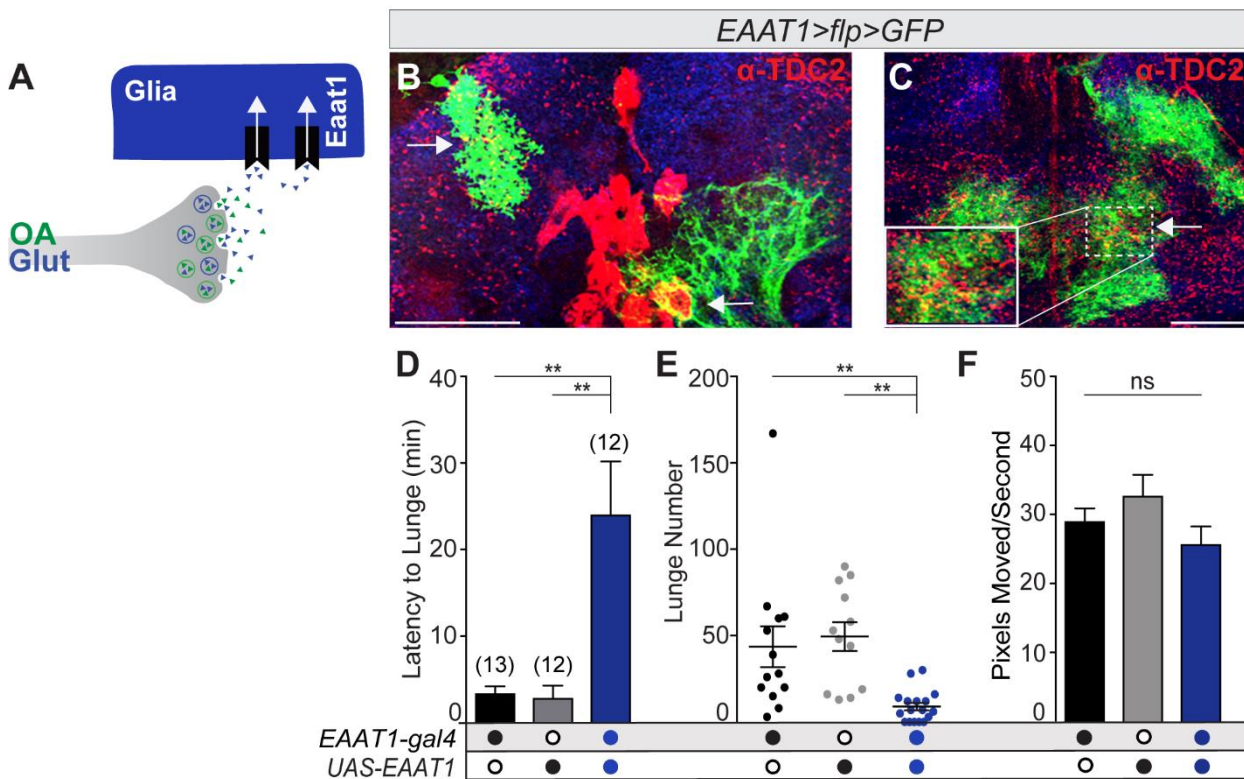 EAAT1>flp>GFP
A
Glia
Eaat1
OA
Glut
B
α-TDC2
C
α-TDC2
D
Latency to Lunge (min)
40
30
20
10
0
**
**
(13)
(12)
(12)
E
Lunge Number
200
150
100
50
0
**
**
F
Pixels Moved/Second
50
40
30
20
10
0
ns
EAAT1-gal4
UAS-EAAT1